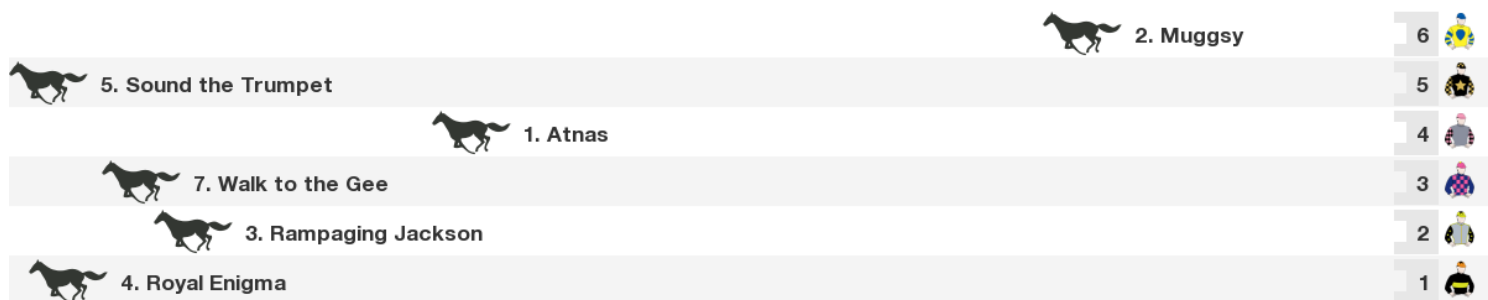 2. Muggsy 6
5. Sound the Trumpet 5
1. Atnas 4
7. Walk to the Gee 3
3. Rampaging Jackson 2
4. Royal Enigma 1